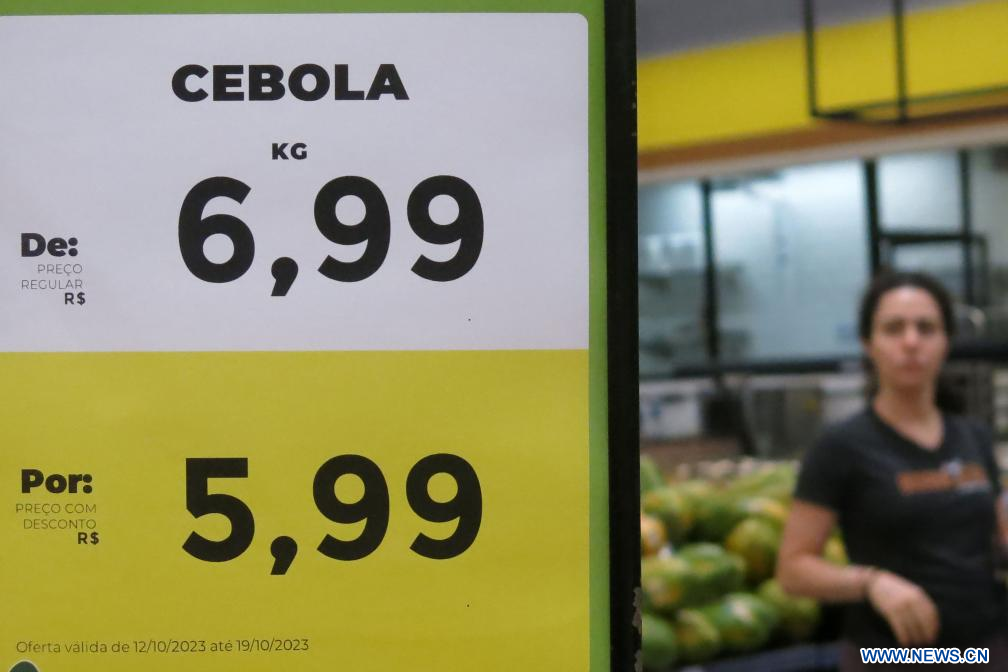 CEBOLA
KG
De:
PREÇO
REGULAR
R$
6,99
Por:
PREÇO COM
DESCONTO
R$
5,99
Oferta válida de 12/10/2023 até 19/10/2023
WWW.NEWS.CN